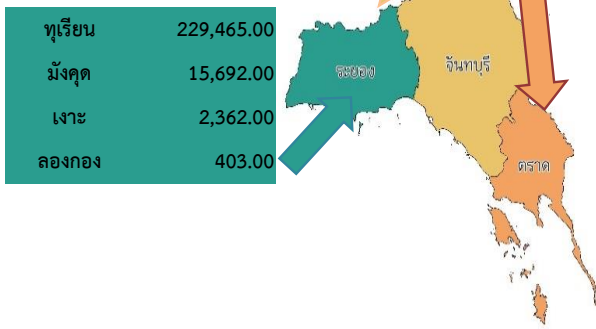 ทุเรียน 229,465.00
มังคุด 15,692.00
เงาะ 2,362.00
ลองกอง 403.00
ระยอง
จันทบุรี
ตราด